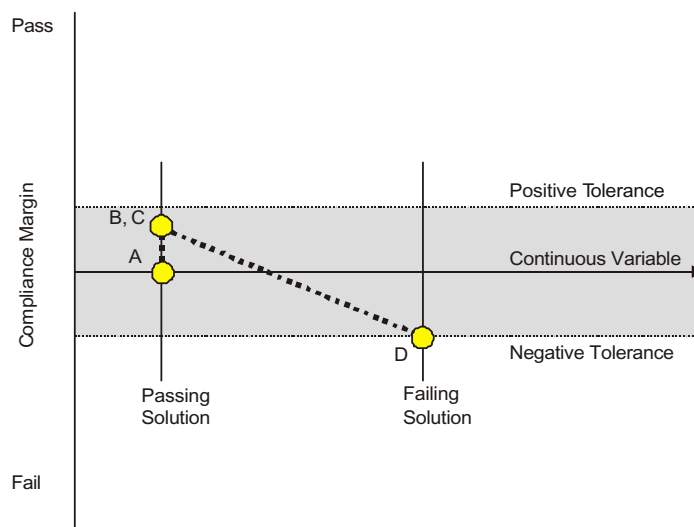 Pass
Positive Tolerance
B, C
A
Continuous Variable
Compliance Margin
D
Negative Tolerance
Passing
Solution
Failing
Solution
Fail